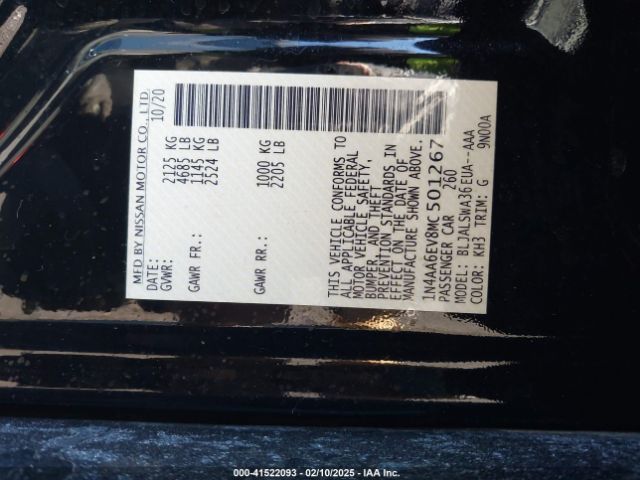 MFD BY NISSAN MOTOR CO., LTD.
DATE: 10/20
GVWR: 2125 KG
4685 LB
GAWR FR.: 1145 KG
2524 LB
GAWR RR.: 1000 KG
2205 LB
THIS VEHICLE CONFORMS TO
ALL APPLICABLE FEDERAL
MOTOR VEHICLE SAFETY,
BUMPER, AND THEFT
PREVENTION STANDARDS IN
EFFECT ON THE DATE OF
MANUFACTURE SHOWN ABOVE.
1N4AA6EV8MC501267
PASSENGER CAR 260
MODEL: BLJALSWA36EUA--AAA
COLOR: KH3 TRIM: G 9N00A
000-41522093 - 02/10/2025 - IAA Inc.